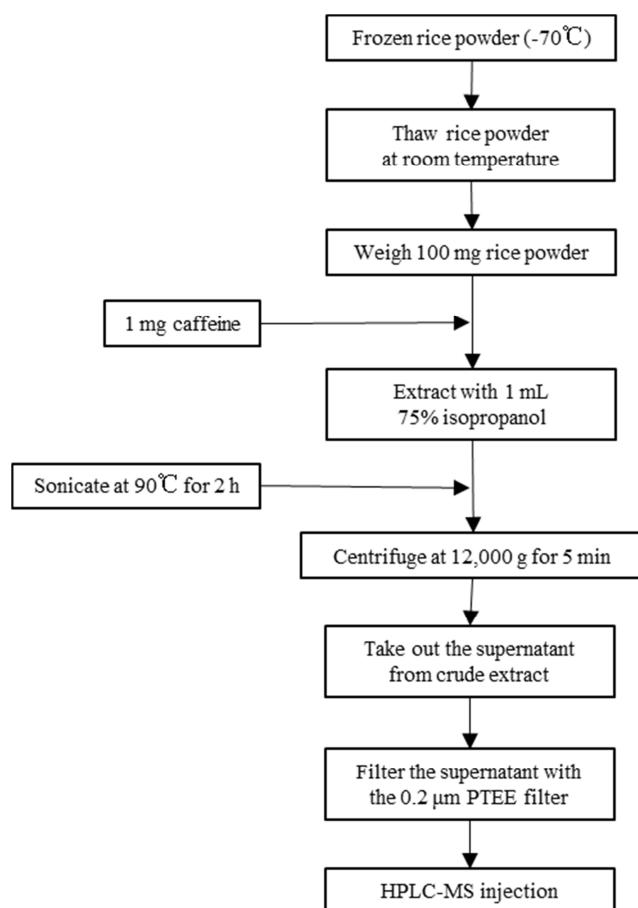 Frozen rice powder (-70℃)
Thaw rice powder
at room temperature
Weigh 100 mg rice powder
1 mg caffeine
Extract with 1 mL
75% isopropanol
Sonicate at 90℃ for 2 h
Centrifuge at 12,000 g for 5 min
Take out the supernatant
from crude extract
Filter the supernatant with
the 0.2 μm PTEE filter
HPLC-MS injection